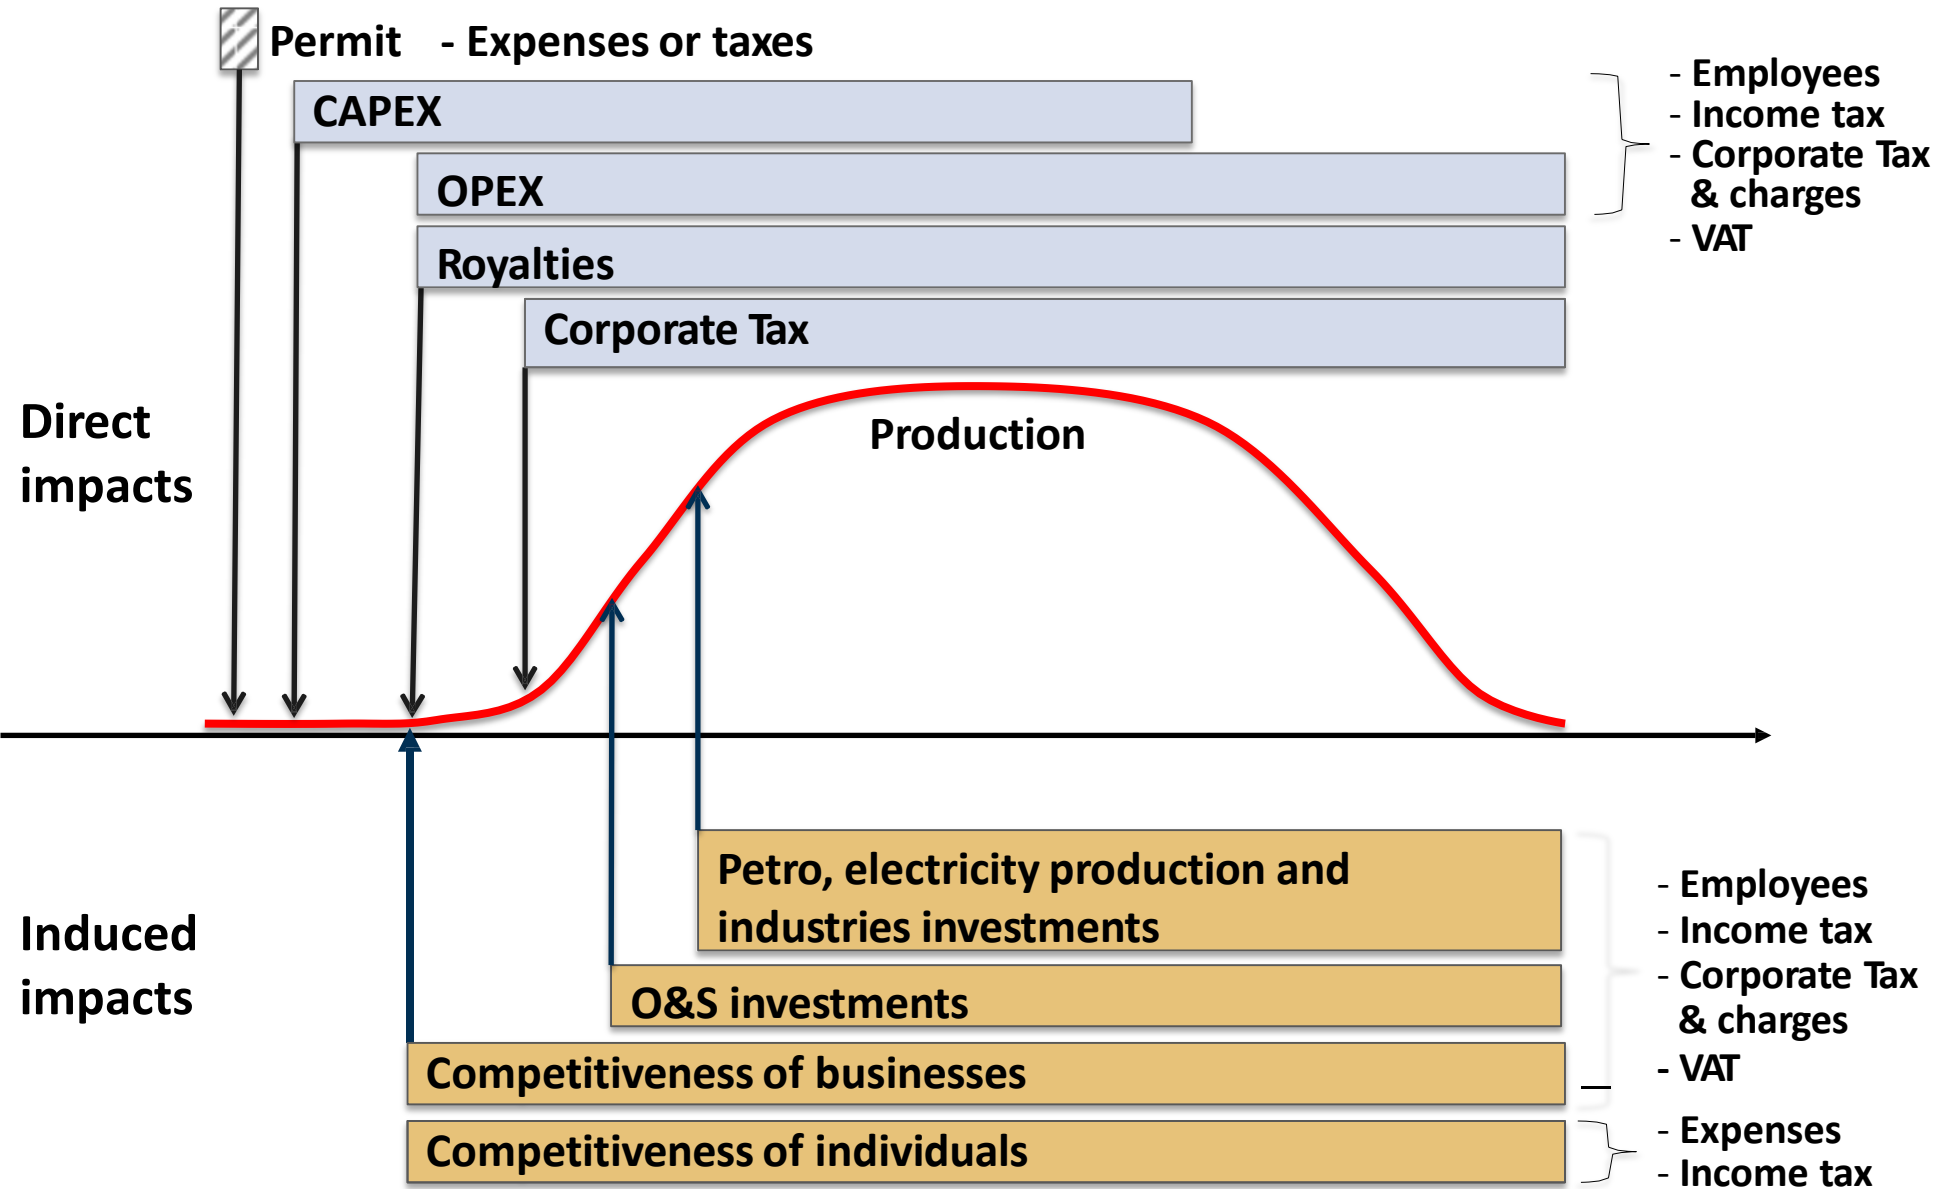 Permit - Expenses or taxes
CAPEX
OPEX
Royalties
Corporate Tax
- Employees
- Income tax
- Corporate Tax
& charges
- VAT
Direct
impacts
Production
Induced
impacts
Petro, electricity production and
industries investments
O&S investments
Competitiveness of businesses
Competitiveness of individuals
- Employees
- Income tax
- Corporate Tax
& charges
- VAT
- Expenses
- Income tax